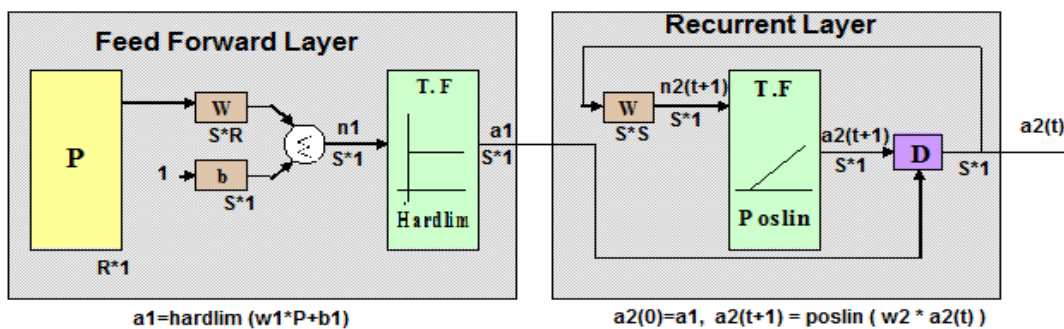 Feed Forward Layer
P
R*1
W
S*R
1
b
S*1
n1
S*1
T.F
Hardlim
a1
S*1
a1=hardlim (w1*P+b1)
Recurrent Layer
W
S*S
n2(t+1)
S*1
T.F
Poslin
a2(t+1)
S*1
D
S*1
a2(t)
a2(0)=a1, a2(t+1) = poslin ( w2 * a2(t) )